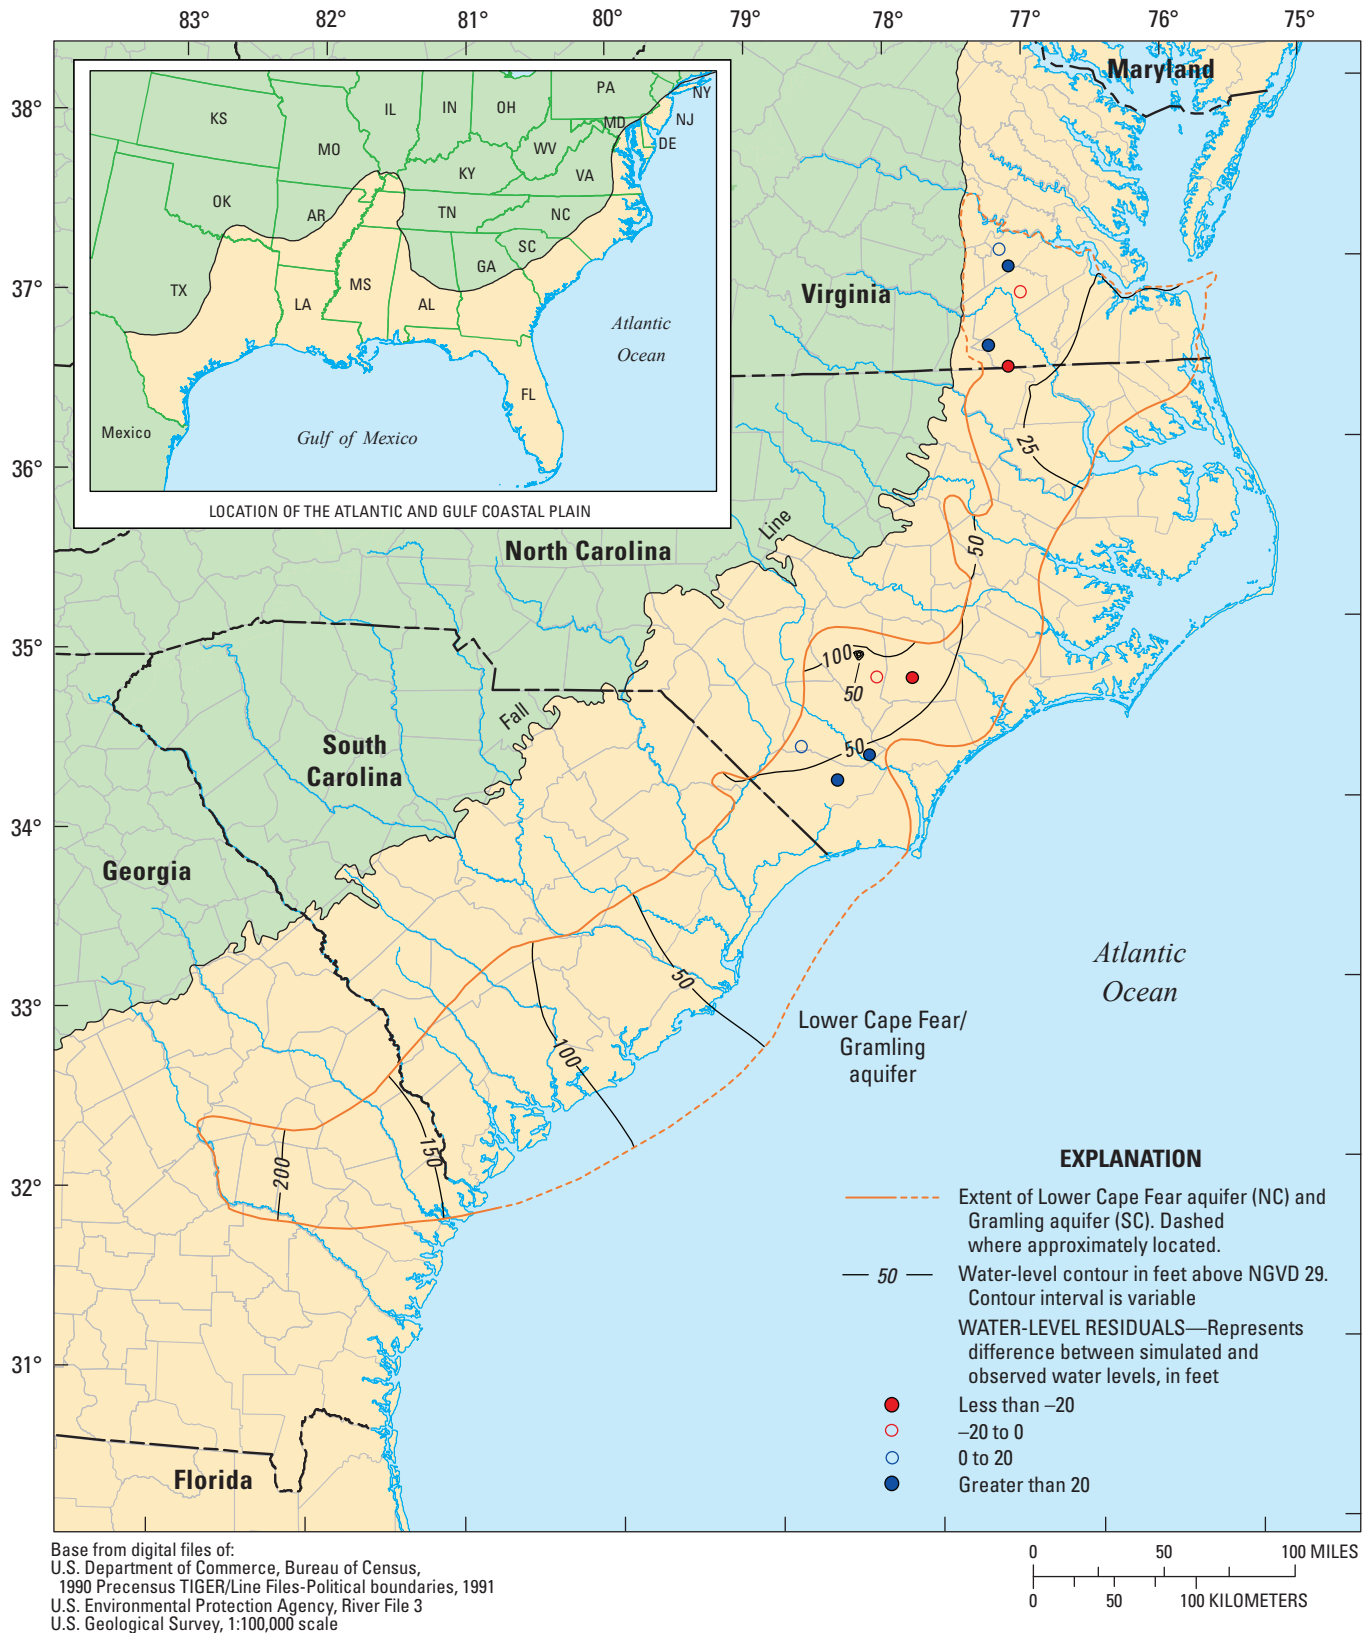 83°
82°
81°
80°
79°
78°
77°
76°
75°
38°
37°
36°
35°
34°
33°
32°
31°
KS
MO
IL
IN
OH
PA
NY
NJ
MD
DE
WV
VA
KY
OK
AR
TN
NC
SC
GA
TX
LA
MS
AL
FL
Mexico
Gulf of Mexico
Atlantic
Ocean
LOCATION OF THE ATLANTIC AND GULF COASTAL PLAIN
Maryland
Virginia
25
North Carolina
Line
50
100
50
50
Fall
South
Carolina
Georgia
50
100
150
200
Florida
Atlantic
Ocean
Lower Cape Fear/
Gramling
aquifer
EXPLANATION
Extent of Lower Cape Fear aquifer (NC) and
Gramling aquifer (SC). Dashed
where approximately located.
50 Water-level contour in feet above NGVD 29.
Contour interval is variable
WATER-LEVEL RESIDUALS—Represents
difference between simulated and
observed water levels, in feet
Less than –20
–20 to 0
0 to 20
Greater than 20
Base from digital files of:
U.S. Department of Commerce, Bureau of Census,
1990 Precensus TIGER/Line Files-Political boundaries, 1991
U.S. Environmental Protection Agency, River File 3
U.S. Geological Survey, 1:100,000 scale
0 50 100 MILES
0 50 100 KILOMETERS